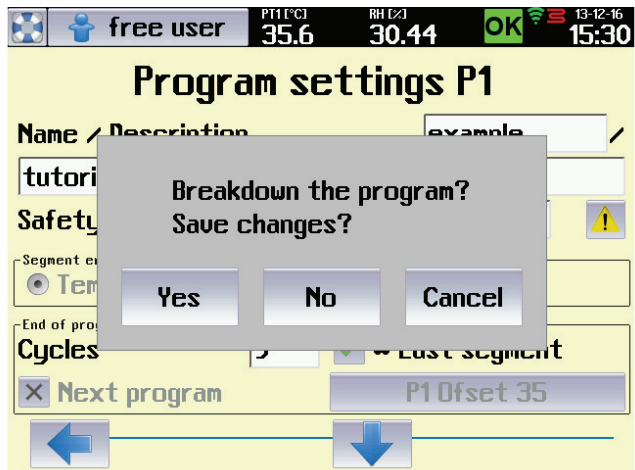 free user PT1 [°C] 35.6 RH [%] 30.44 OK 13-12-16 15:30
Program settings P1
Name / Description example /
tutori
Safety
Breakdown the program?
Save changes?
Yes No Cancel
Segment en
Tem
End of prog
Cycles ∞ Last segment
Next program P1 Ofset 35